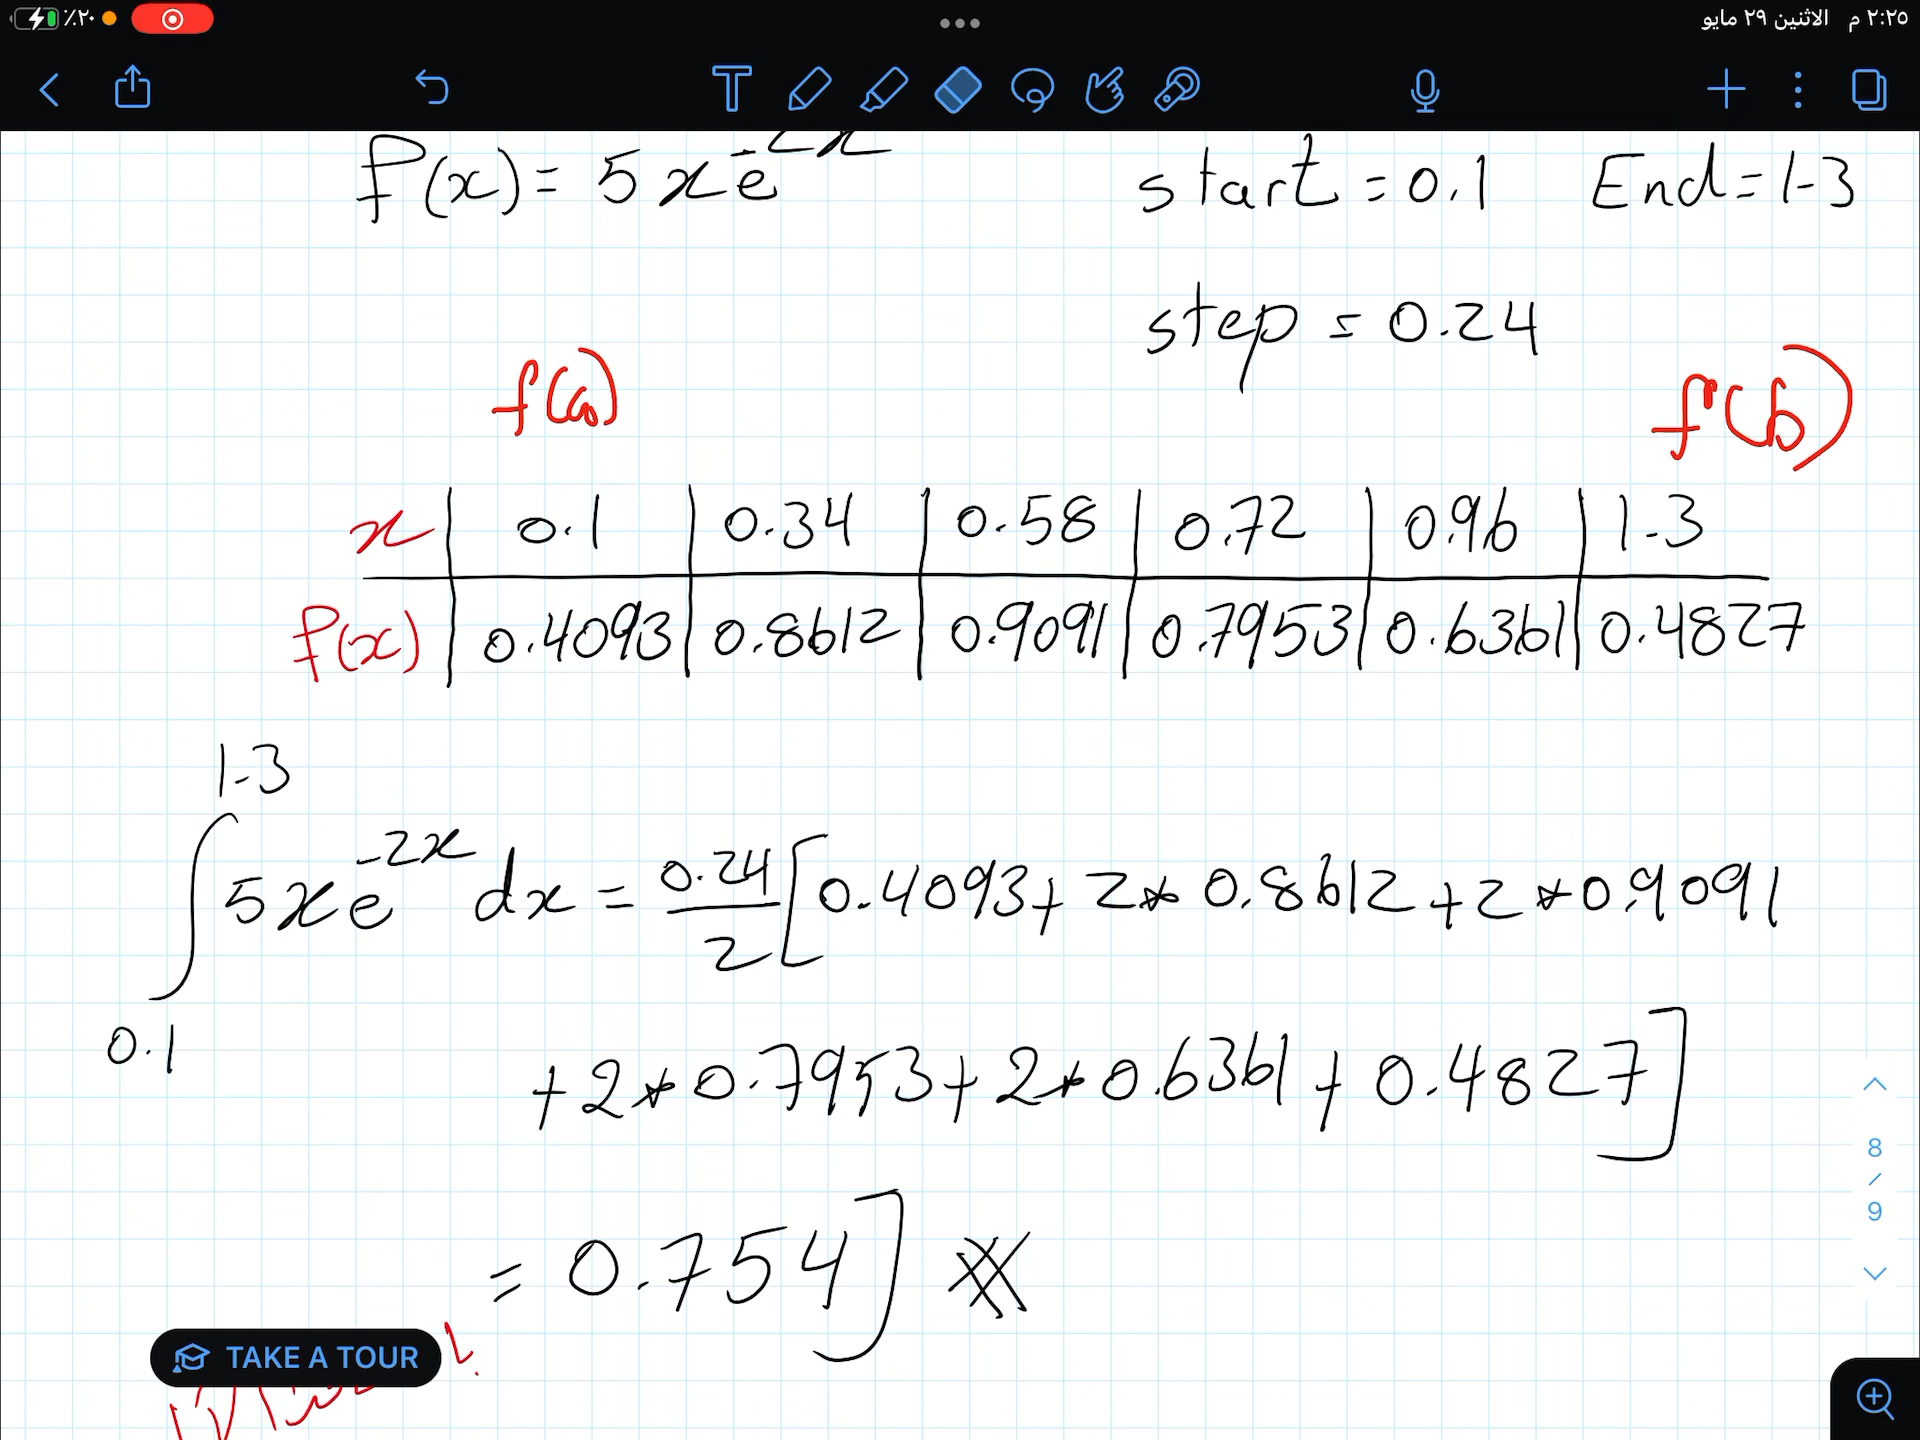 ٢:٢٥ م الاثنين ٢٩ مايو
٪٢٠
f(x) = 5xe^-2x start = 0.1 End = 1.3
step = 0.24
f(a) f(b)
x 0.1 0.34 0.58 0.72 0.96 1.3
f(x) 0.4093 0.8612 0.9091 0.7953 0.6361 0.4827
∫_0.1^1.3 5xe^-2x dx = 0.24/2 [0.4093 + 2*0.8612 + 2*0.9091
+ 2*0.7953 + 2*0.6361 + 0.4827]
= 0.754]
8
/
9
TAKE A TOUR